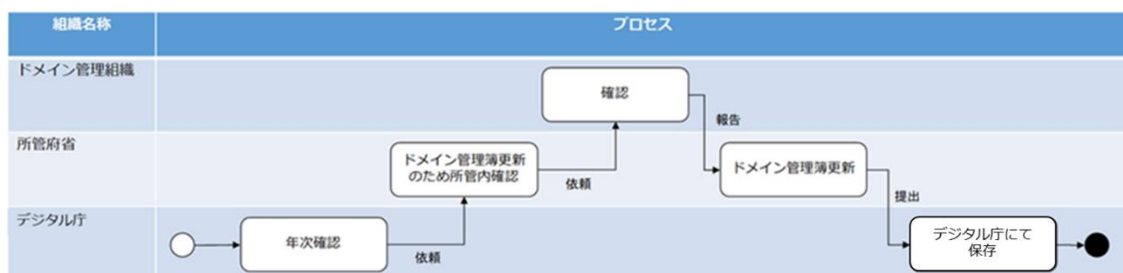 組織名称
プロセス
ドメイン管理組織
確認
報告
所管府省
ドメイン管理簿更新
のため所管内確認
依頼
ドメイン管理簿更新
提出
デジタル庁
年次確認
依頼
デジタル庁にて
保存